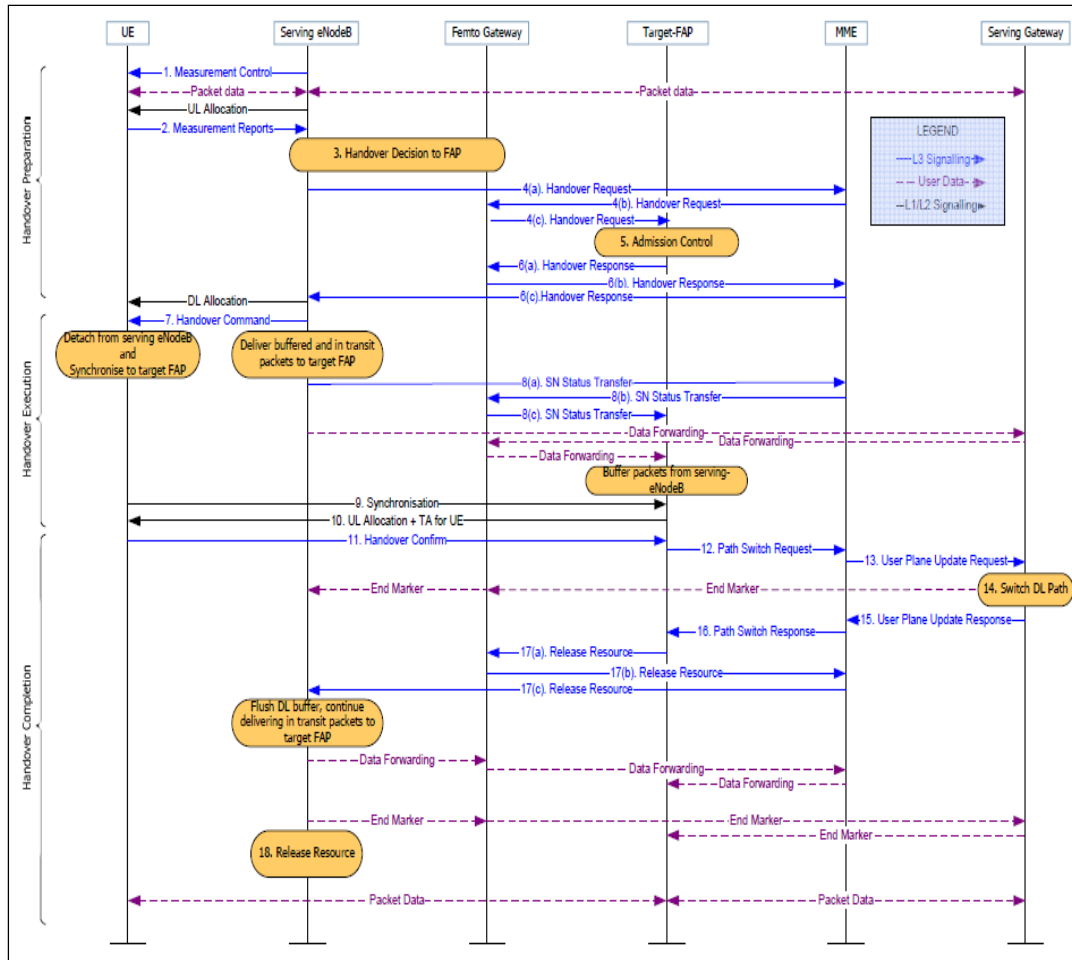 UE
Serving eNodeB
Femto Gateway
Target-FAP
MME
Serving Gateway
1. Measurement Control
Packet data
Packet data
UL Allocation
2. Measurement Reports
3. Handover Decision to FAP
LEGEND
L3 Signalling
User Data
L1/L2 Signalling
Handover Preparation
4(a). Handover Request
4(b). Handover Request
4(c). Handover Request
5. Admission Control
6(a). Handover Response
6(b). Handover Response
6(c).Handover Response
DL Allocation
7. Handover Command
Detach from serving eNodeB
and
Synchronise to target FAP
Deliver buffered and in transit
packets to target FAP
Handover Execution
8(a). SN Status Transfer
8(b). SN Status Transfer
8(c). SN Status Transfer
Data Forwarding
Data Forwarding
Data Forwarding
Buffer packets from serving-
eNodeB
9. Synchronisation
10. UL Allocation + TA for UE
11. Handover Confirm
12. Path Switch Request
13. User Plane Update Request
End Marker
End Marker
14. Switch DL Path
15. User Plane Update Response
16. Path Switch Response
17(a). Release Resource
17(b). Release Resource
17(c). Release Resource
Handover Completion
Flush DL buffer, continue
delivering in transit packets to
target FAP
Data Forwarding
Data Forwarding
Data Forwarding
End Marker
End Marker
End Marker
18. Release Resource
Packet Data
Packet Data